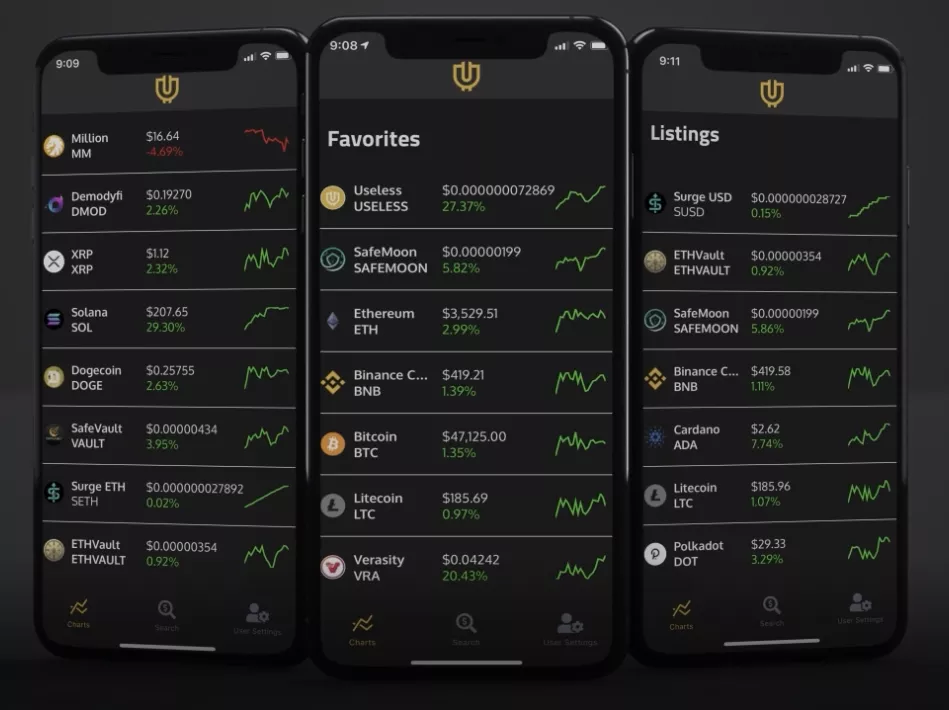 9:09
Million
MM
$16.64
-4.69%
Demodyfi
DMOD
$0.19270
2.26%
XRP
XRP
$1.12
2.32%
Solana
SOL
$207.65
29.30%
Dogecoin
DOGE
$0.25755
2.63%
SafeVault
VAULT
$0.00000434
3.95%
Surge ETH
SETH
$0.000000027892
0.02%
ETHVault
ETHVAULT
$0.00000354
0.92%
Charts
Search
User Settings
9:08
Favorites
Useless
USELESS
$0.000000072869
27.37%
SafeMoon
SAFEMOON
$0.00000199
5.82%
Ethereum
ETH
$3,529.51
2.99%
Binance C...
BNB
$419.21
1.39%
Bitcoin
BTC
$47,125.00
1.35%
Litecoin
LTC
$185.69
0.97%
Verasity
VRA
$0.04242
20.43%
Charts
Search
User Settings
9:11
Listings
Surge USD
SUSD
$0.000000028727
0.15%
ETHVault
ETHVAULT
$0.00000354
0.92%
SafeMoon
SAFEMOON
$0.00000199
5.86%
Binance C...
BNB
$419.58
1.11%
Cardano
ADA
$2.62
7.74%
Litecoin
LTC
$185.96
1.07%
Polkadot
DOT
$29.33
3.29%
Charts
Search
User Settings